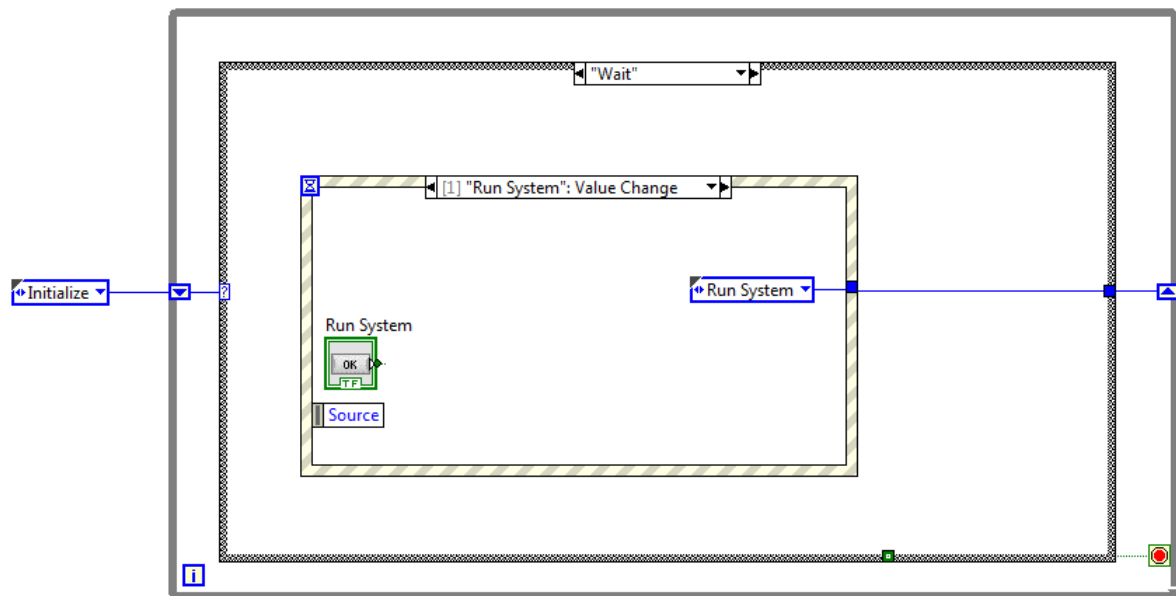 "Wait"
[1] "Run System": Value Change
Initialize
?
Run System
Run System
OK
TF
Source
i